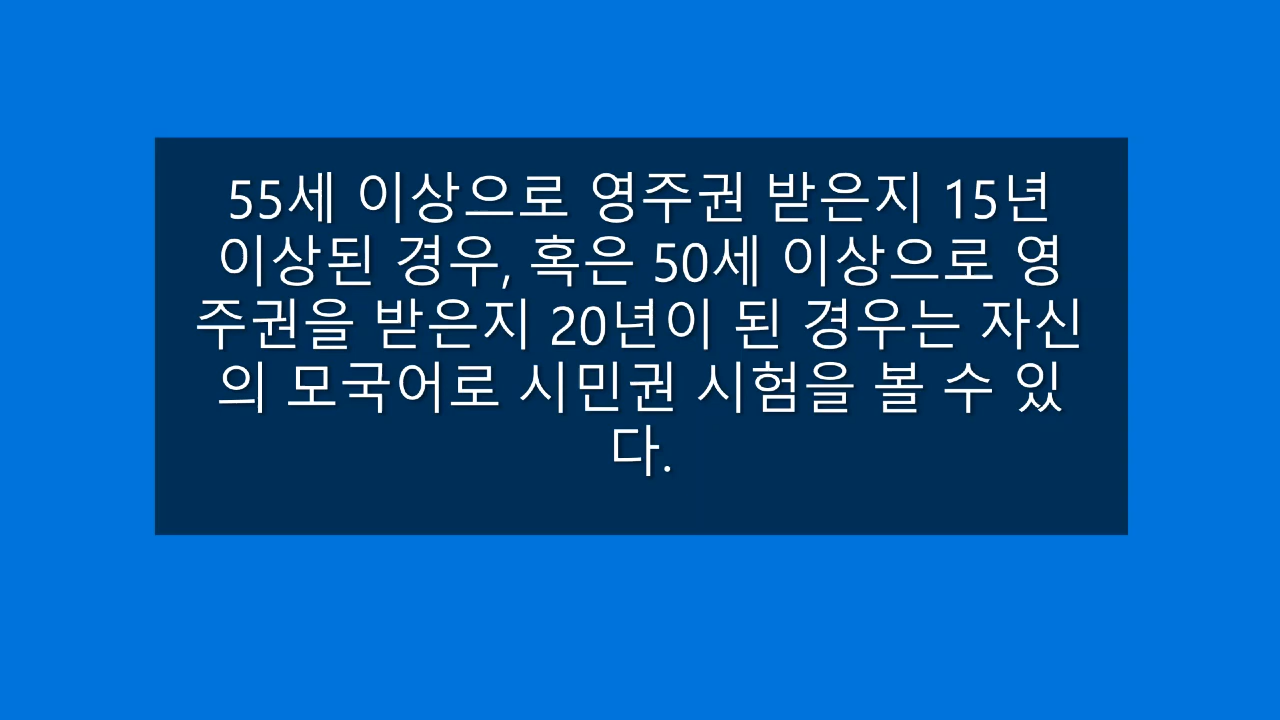 55세 이상으로 영주권 받은지 15년
이상된 경우, 혹은 50세 이상으로 영
주권을 받은지 20년이 된 경우는 자신
의 모국어로 시민권 시험을 볼 수 있
다.